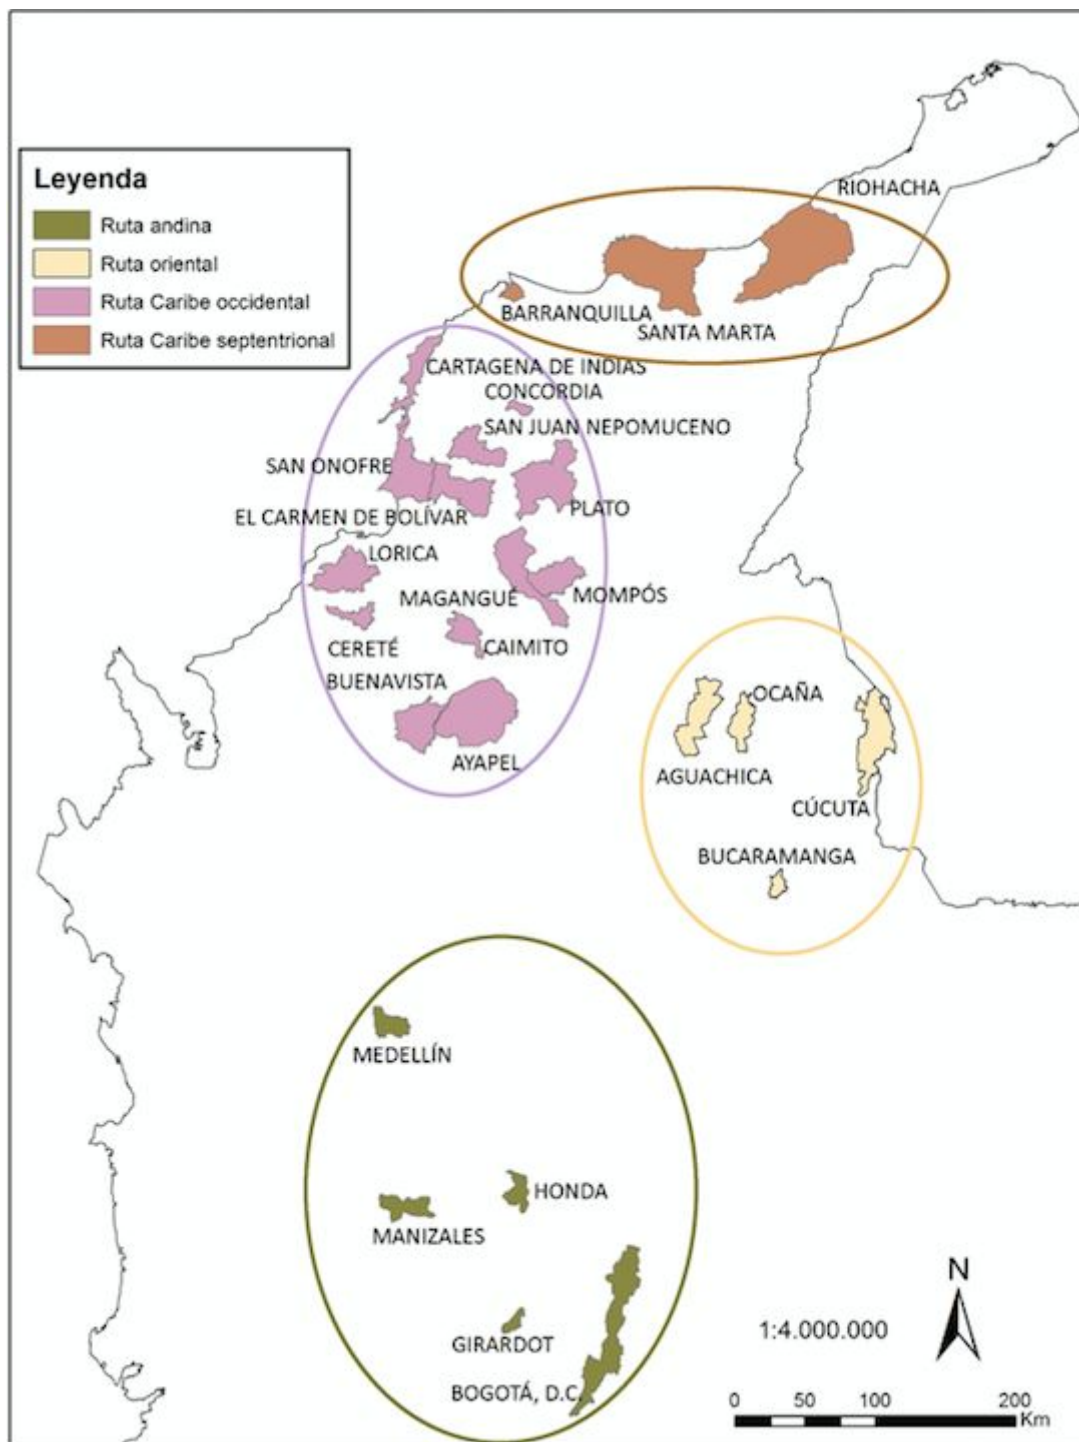 Leyenda
Ruta andina
Ruta oriental
Ruta Caribe occidental
Ruta Caribe septentrional
RIOHACHA
BARRANQUILLA
SANTA MARTA
CARTAGENA DE INDIAS
CONCORDIA
SAN JUAN NEPOMUCENO
SAN ONOFRE
PLATO
EL CARMEN DE BOLÍVAR
LORICA
MAGANGUÉ
MOMPÓS
CERETÉ
CAIMITO
BUENAVISTA
AYAPEL
OCAÑA
AGUACHICA
CÚCUTA
BUCARAMANGA
MEDELLÍN
HONDA
MANIZALES
GIRARDOT
BOGOTÁ, D.C.
N
1:4.000.000
0 50 100 200
Km